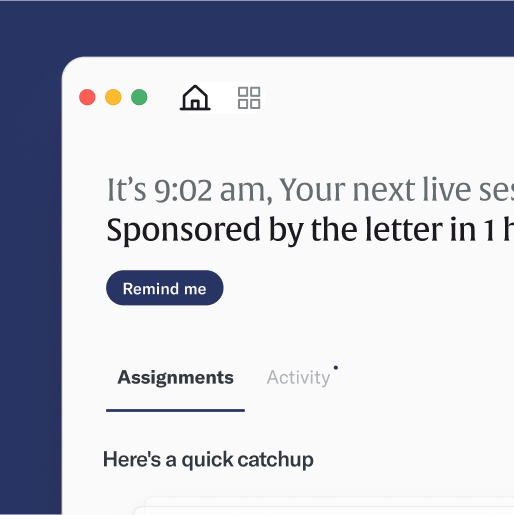 It’s 9:02 am, Your next live
Sponsored by the letter in 1
Remind me
Assignments Activity
Here's a quick catchup